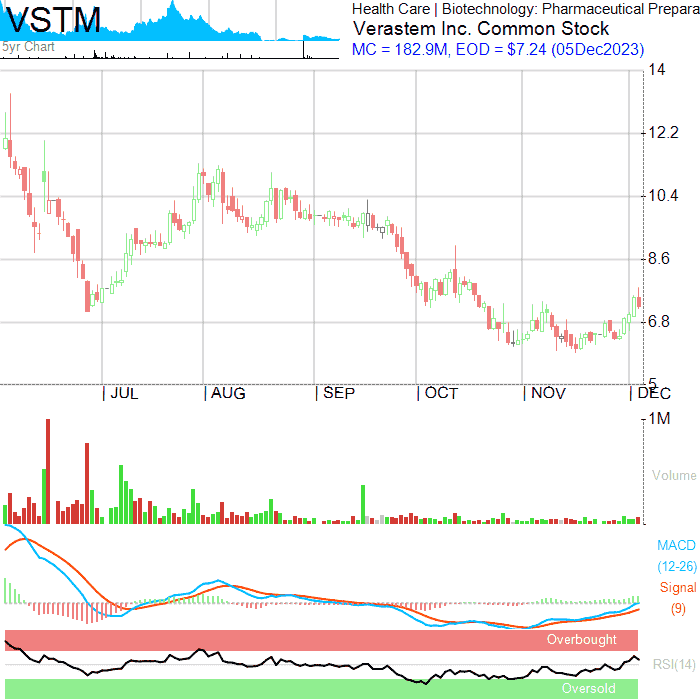 VSTM
5yr Chart
Health Care | Biotechnology: Pharmaceutical Prepara
Verastem Inc. Common Stock
MC = 182.9M, EOD = $7.24 (05Dec2023)
14
12.2
10.4
8.6
6.8
5
| JUL | AUG | SEP | OCT | NOV | DEC
1M
Volume
MACD
(12-26)
Signal
(9)
Overbought
RSI(14)
Oversold